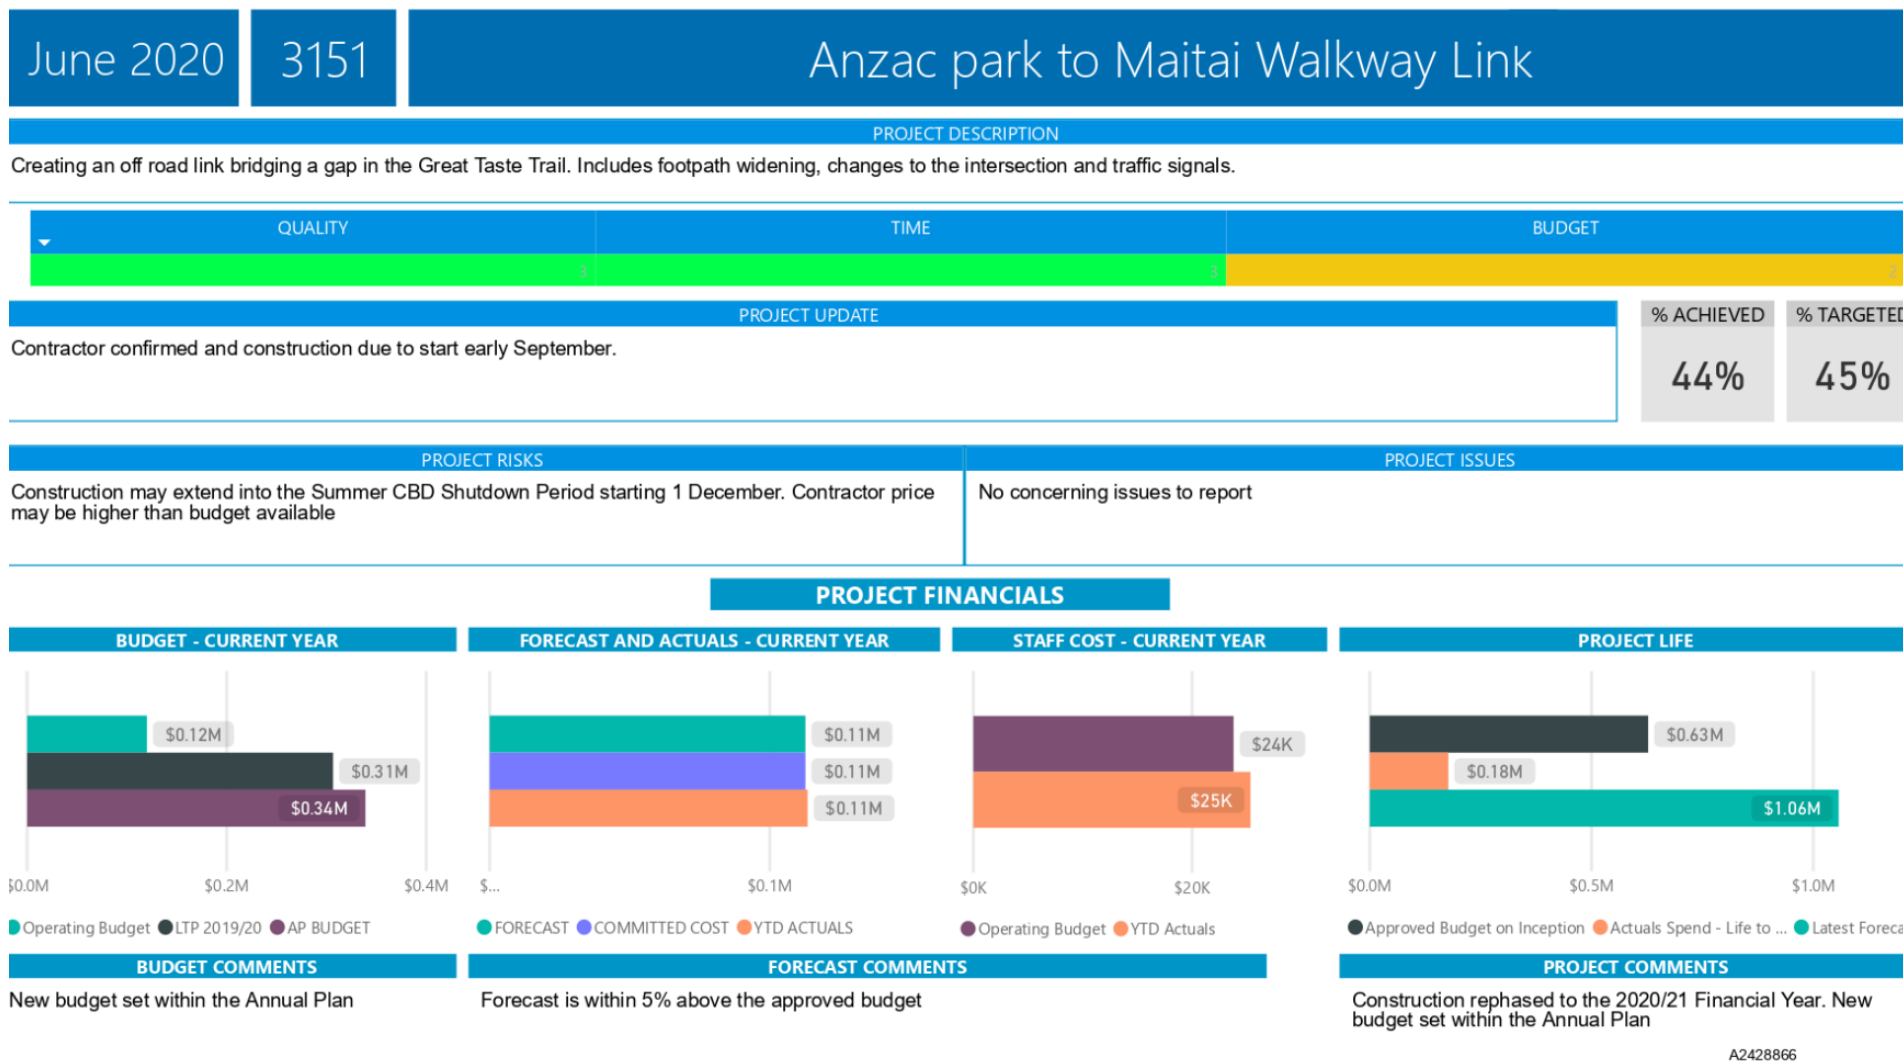 June 2020
3151
Anzac park to Maitai Walkway Link
PROJECT DESCRIPTION
Creating an off road link bridging a gap in the Great Taste Trail. Includes footpath widening, changes to the intersection and traffic signals.
QUALITY TIME BUDGET
3 3 2
PROJECT UPDATE
Contractor confirmed and construction due to start early September.
% ACHIEVED
44%
% TARGETED
45%
PROJECT RISKS
Construction may extend into the Summer CBD Shutdown Period starting 1 December. Contractor price
may be higher than budget available
PROJECT ISSUES
No concerning issues to report
PROJECT FINANCIALS
BUDGET - CURRENT YEAR
$0.12M
$0.31M
$0.34M
$0.0M $0.2M $0.4M
Operating Budget LTP 2019/20 AP BUDGET
FORECAST AND ACTUALS - CURRENT YEAR
$0.11M
$0.11M
$0.11M
$... $0.1M
FORECAST COMMITTED COST YTD ACTUALS
STAFF COST - CURRENT YEAR
$24K
$25K
$0K $20K
Operating Budget YTD Actuals
PROJECT LIFE
$0.63M
$0.18M
$1.06M
$0.0M $0.5M $1.0M
Approved Budget on Inception Actuals Spend - Life to ... Latest Foreca
BUDGET COMMENTS
New budget set within the Annual Plan
FORECAST COMMENTS
Forecast is within 5% above the approved budget
PROJECT COMMENTS
Construction rephased to the 2020/21 Financial Year. New
budget set within the Annual Plan
A2428866